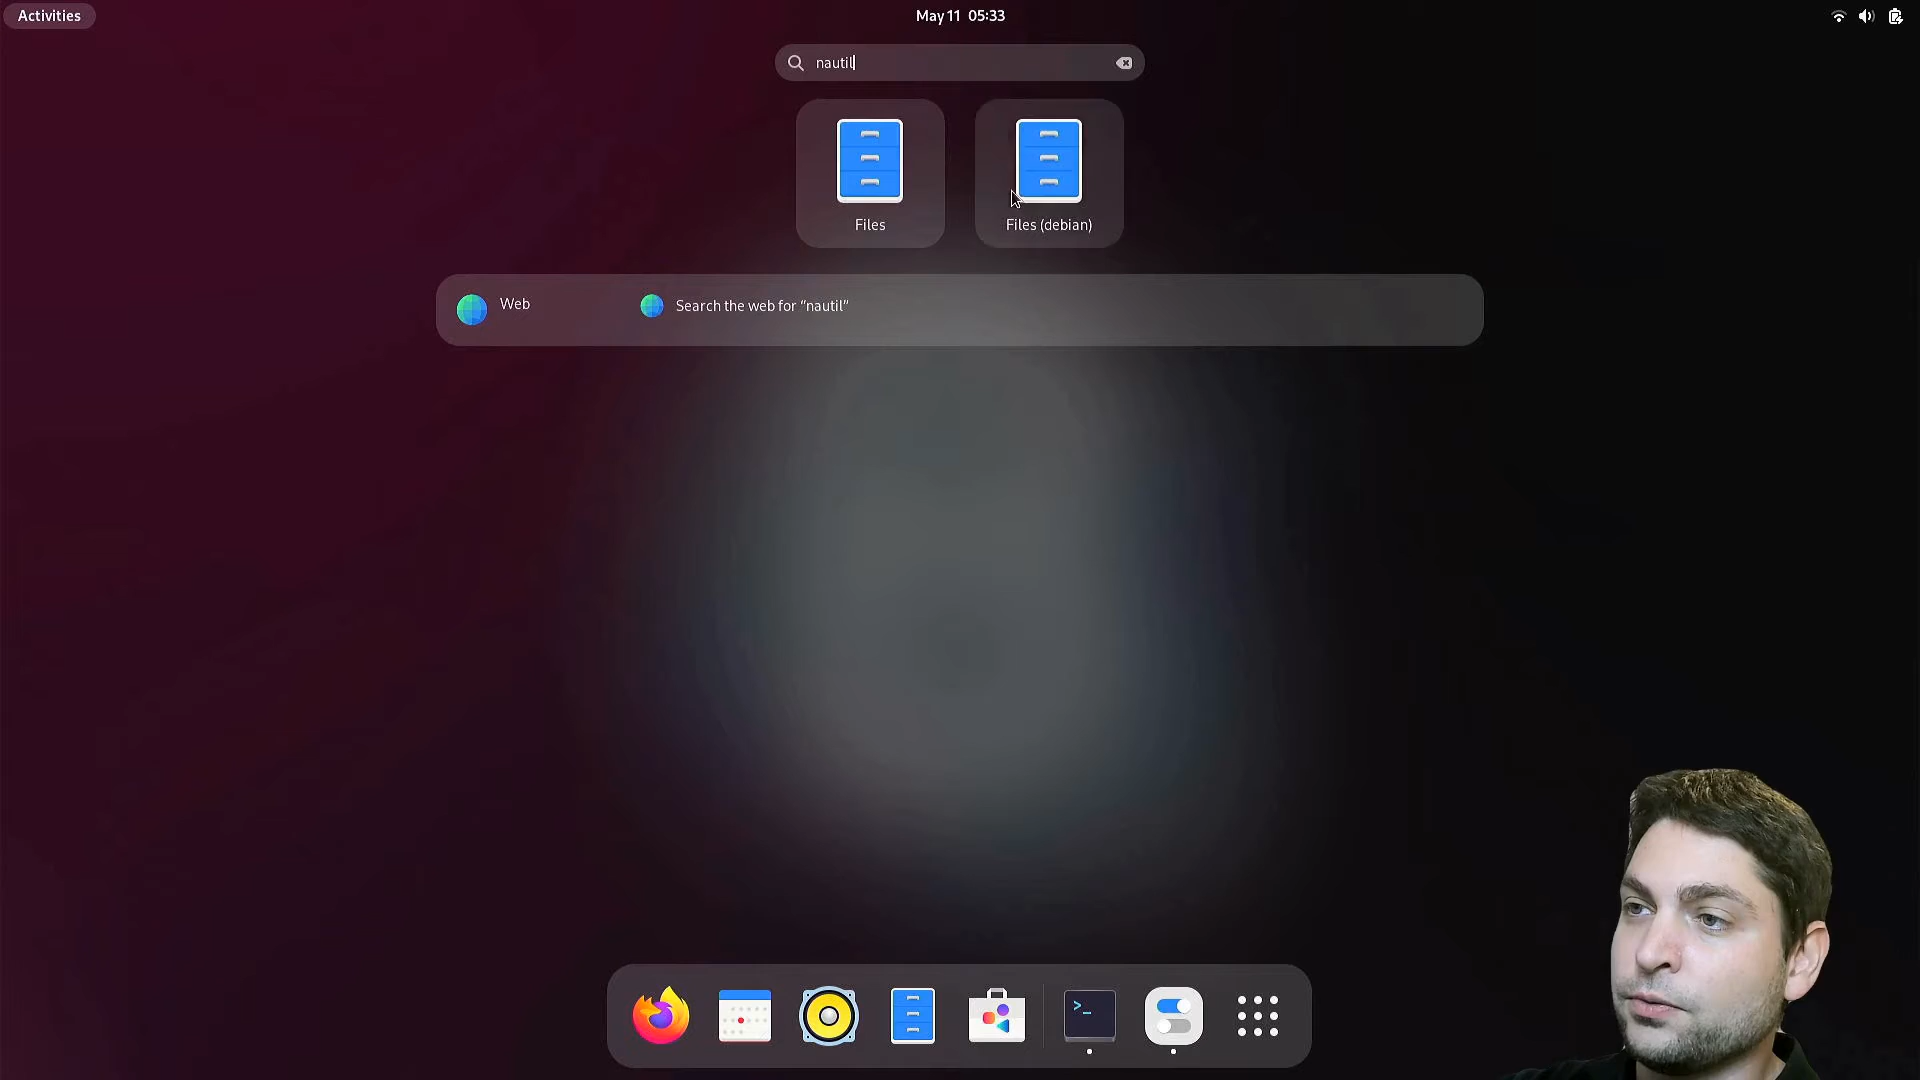 Activities
May 11 05:33
nautil
Files
Files (debian)
Web
Search the web for “nautil”
>_